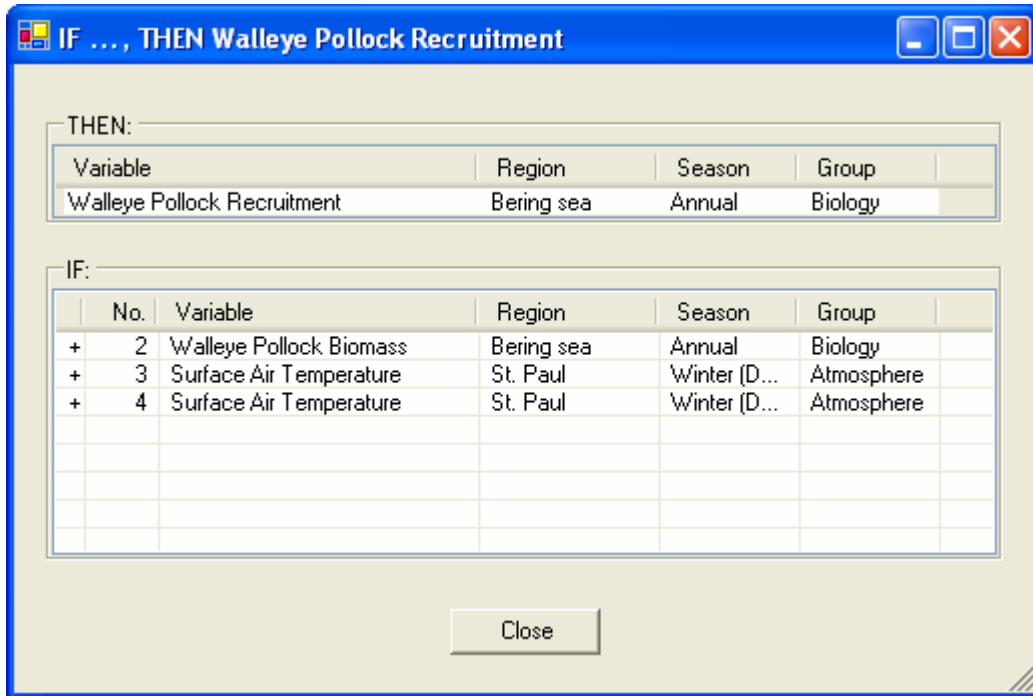 IF ..., THEN Walleye Pollock Recruitment
THEN:
Variable Region Season Group
Walleye Pollock Recruitment Bering sea Annual Biology
IF:
No. Variable Region Season Group
+ 2 Walleye Pollock Biomass Bering sea Annual Biology
+ 3 Surface Air Temperature St. Paul Winter (D... Atmosphere
+ 4 Surface Air Temperature St. Paul Winter (D... Atmosphere
Close